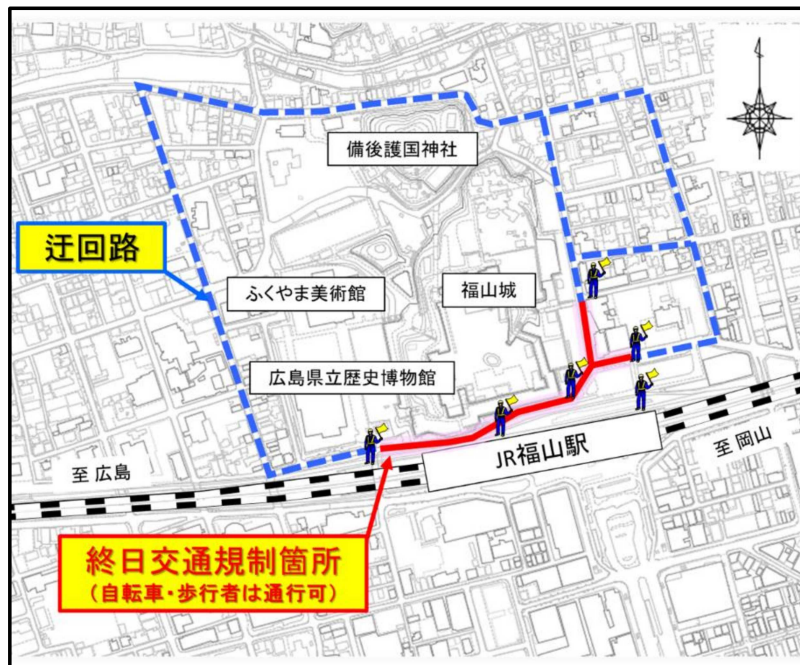 備後護国神社
迂回路
ふくやま美術館
福山城
広島県立歴史博物館
至 広島
JR福山駅
至 岡山
終日交通規制箇所
(自転車・歩行者は通行可)